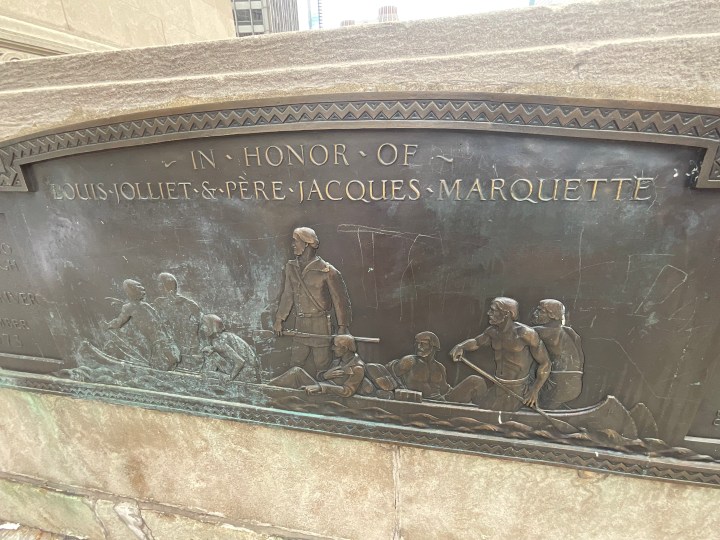 ~ IN · HONOR · OF ~
LOUIS · JOLLIET · & · PÈRE · JACQUES · MARQUETTE